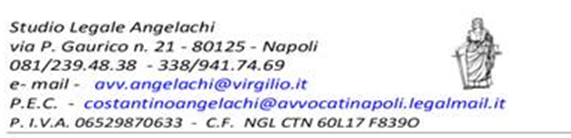 Studio Legale Angelachi
via P. Gaurico n. 21 - 80125 - Napoli
081/239.48.38 - 338/941.74.69
e- mail - avv.angelachi@virgilio.it
P.E.C. - costantinoangelachi@avvocatinapoli.legalmail.it
P. I.V.A. 06529870633 - C.F. NGL CTN 60L17 F839O